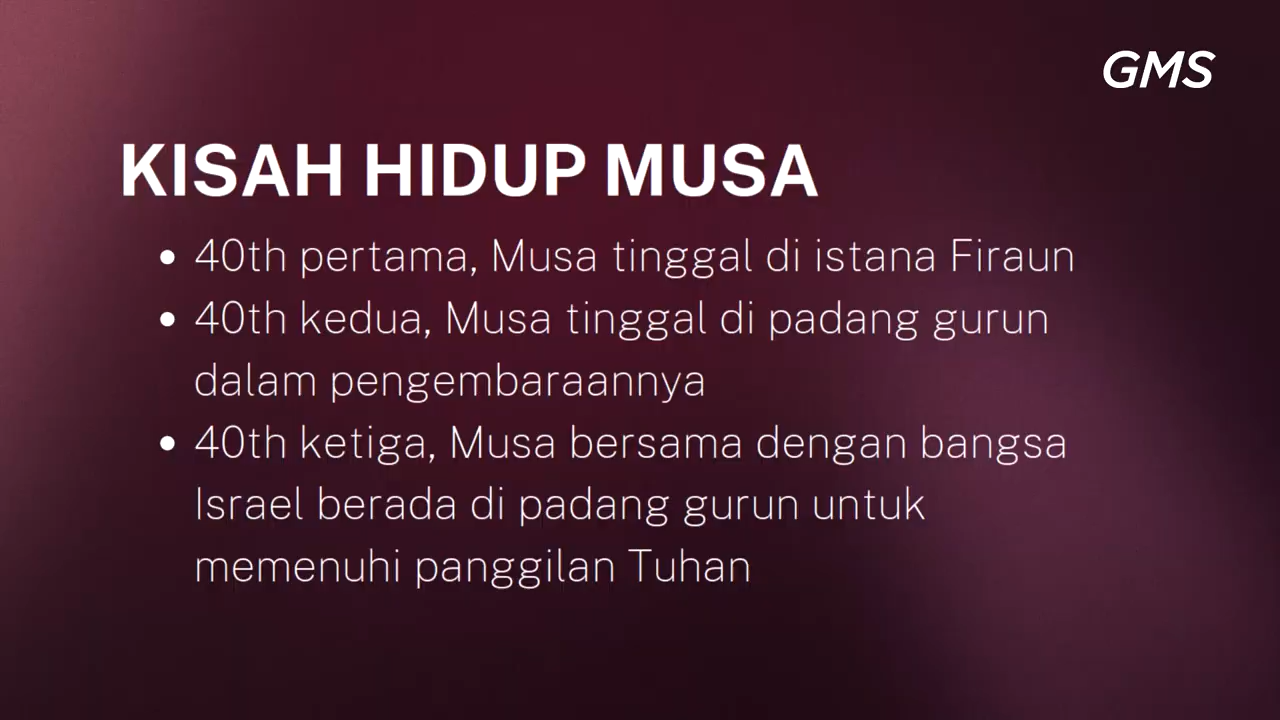 GMS
KISAH HIDUP MUSA
• 40th pertama, Musa tinggal di istana Firaun
• 40th kedua, Musa tinggal di padang gurun
dalam pengembaraannya
• 40th ketiga, Musa bersama dengan bangsa
Israel berada di padang gurun untuk
memenuhi panggilan Tuhan